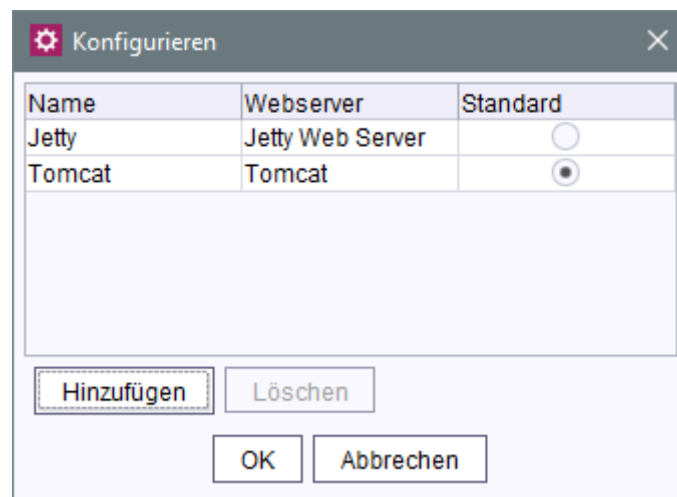 Konfigurieren
Name Webserver Standard
Jetty Jetty Web Server
Tomcat Tomcat
Hinzufügen Löschen
OK Abbrechen